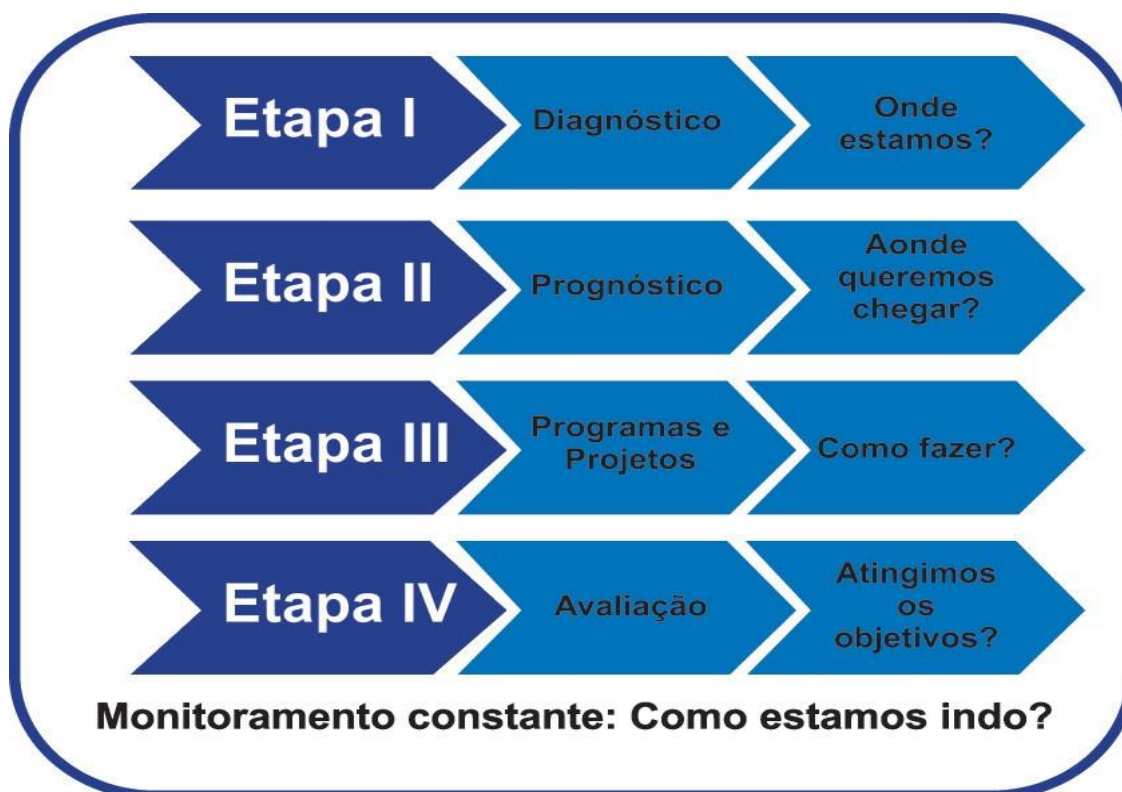 Etapa I
Diagnóstico
Onde
estamos?
Etapa II
Prognóstico
Aonde
queremos
chegar?
Etapa III
Programas e
Projetos
Como fazer?
Etapa IV
Avaliação
Atingimos
os
objetivos?
Monitoramento constante: Como estamos indo?